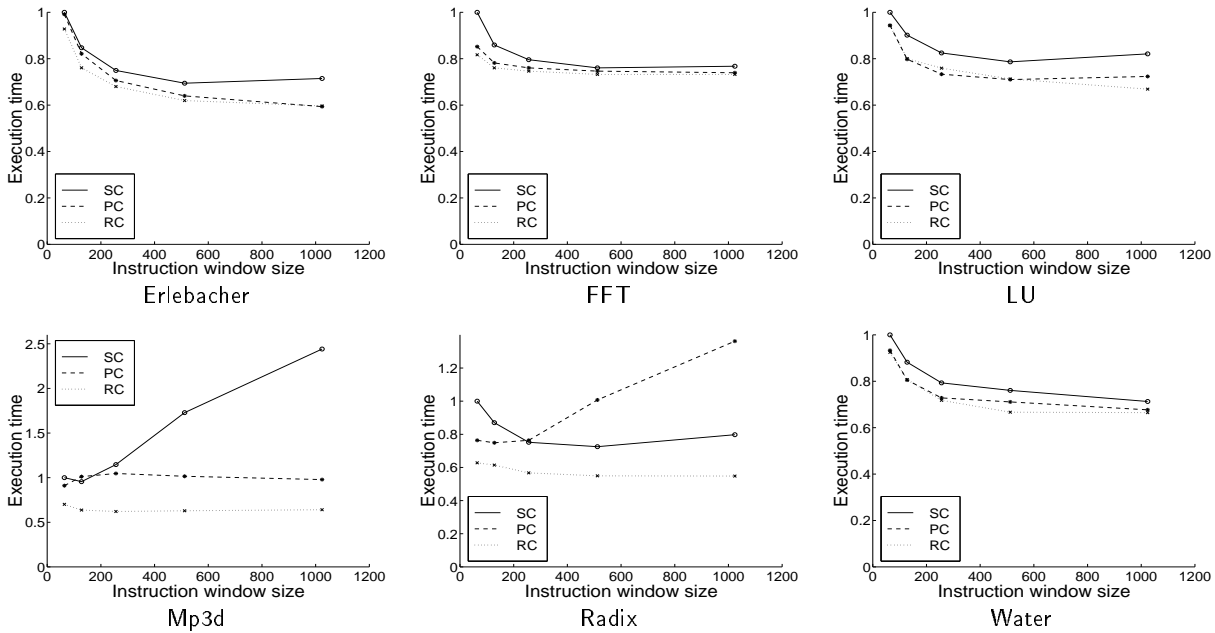 1
0.8
0.6
0.4
0.2
0
Execution time
SC
PC
RC
0 200 400 600 800 1000 1200
Instruction window size
Erlebacher
1
0.8
0.6
0.4
0.2
0
Execution time
SC
PC
RC
0 200 400 600 800 1000 1200
Instruction window size
FFT
1
0.8
0.6
0.4
0.2
0
Execution time
SC
PC
RC
0 200 400 600 800 1000 1200
Instruction window size
LU
2.5
2
1.5
1
0.5
0
Execution time
SC
PC
RC
0 200 400 600 800 1000 1200
Instruction window size
Mp3d
1.2
1
0.8
0.6
0.4
0.2
0
Execution time
SC
PC
RC
0 200 400 600 800 1000 1200
Instruction window size
Radix
1
0.8
0.6
0.4
0.2
0
Execution time
SC
PC
RC
0 200 400 600 800 1000 1200
Instruction window size
Water